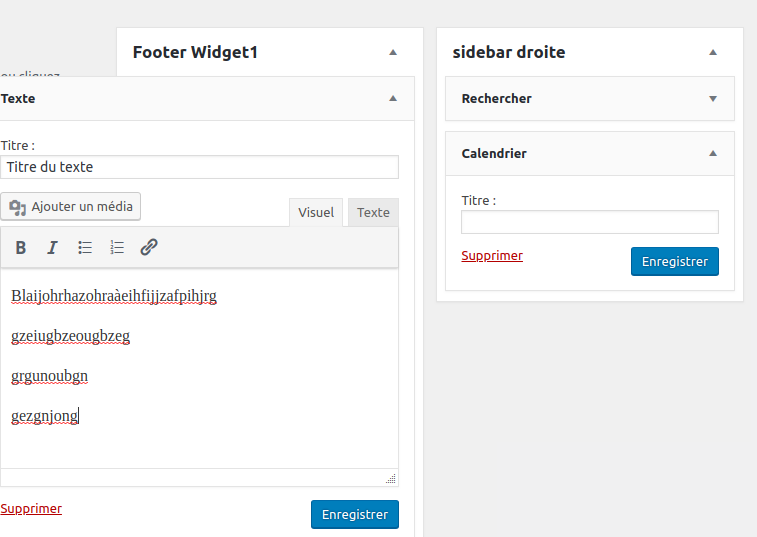 Footer Widget1
ou cliquez
Texte
Titre :
Titre du texte
Ajouter un média
Visuel
Texte
B I
Blaijohrhazohraàeihfijjzafpihjrg
gzeiugbzeougbzeg
grgunoubgn
gezgnjong
Supprimer
Enregistrer
sidebar droite
Rechercher
Calendrier
Titre :
Supprimer
Enregistrer